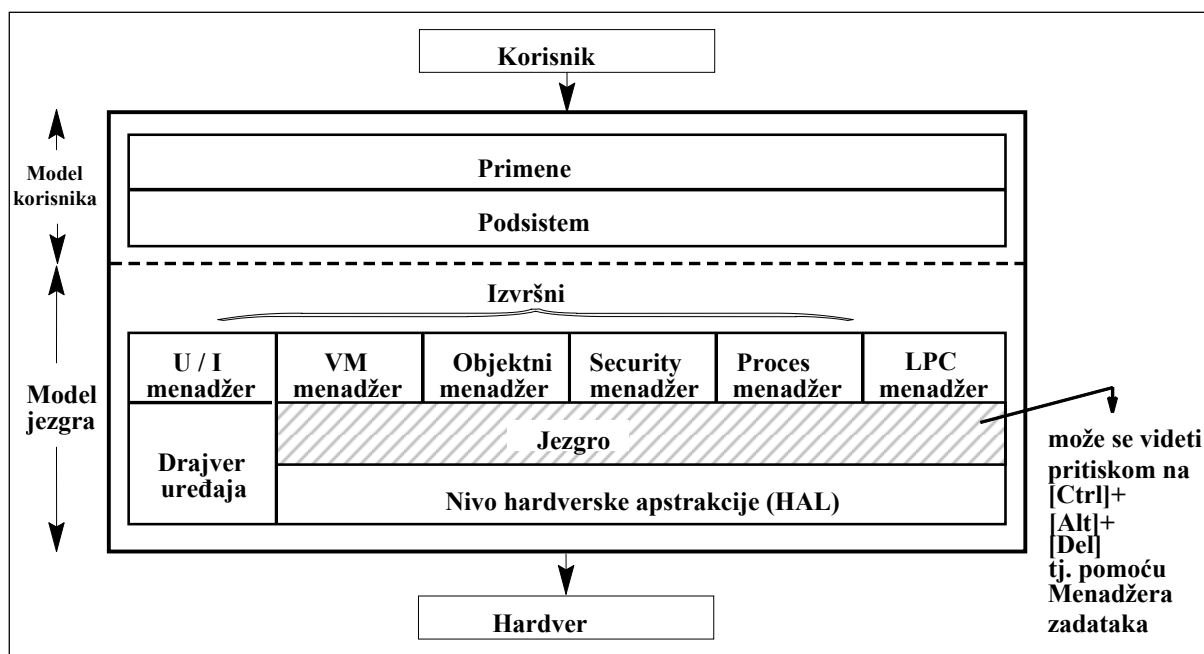 Korisnik
Model
korisnika
Primene
Podsistem
Izvršni
Model
jezgra
U / I
menadžer
VM
menadžer
Objektni
menadžer
Security
menadžer
Proces
menadžer
LPC
menadžer
Jezgro
Drajver
uređaja
Nivo hardverske apstrakcije (HAL)
može se videti
pritiskom na
[Ctrl]+
[Alt]+
[Del]
tj. pomoću
Menadžera
zadataka
Hardver